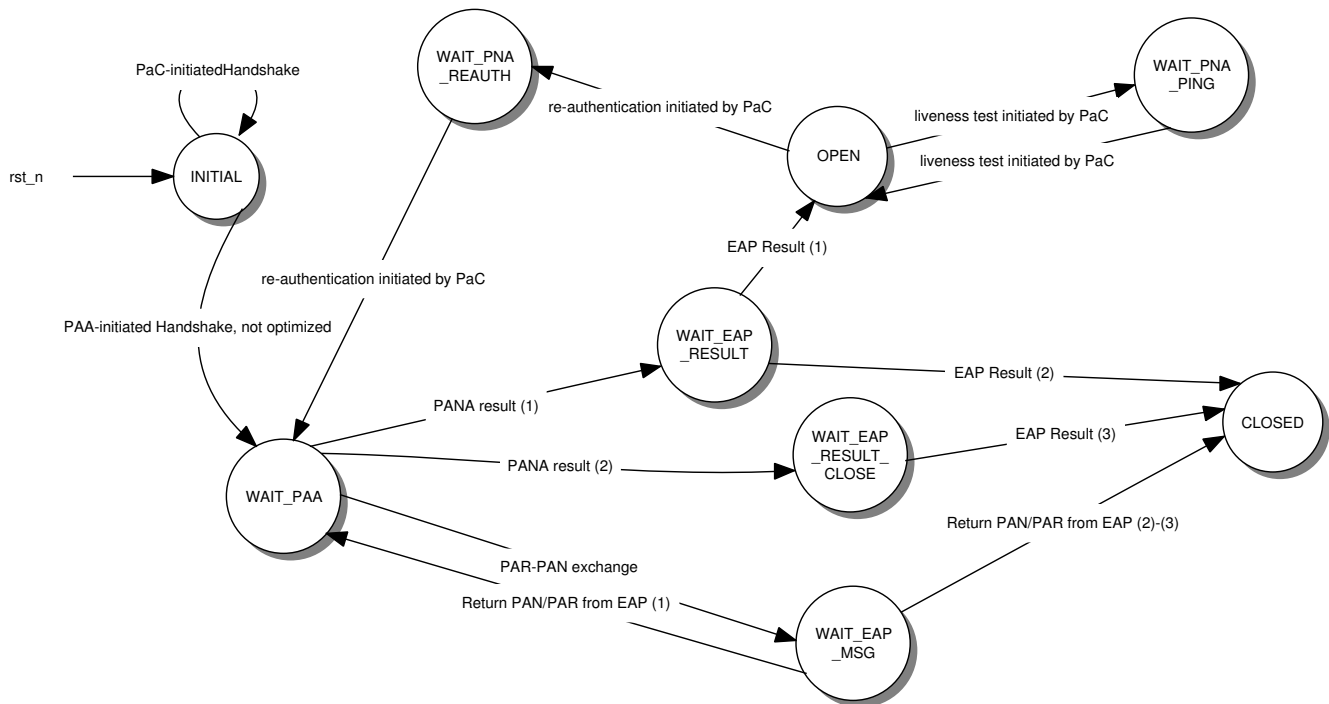 WAIT_PNA
_REAUTH
WAIT_PNA
_PING
PaC-initiatedHandshake
re-authentication initiated by PaC
liveness test initiated by PaC
OPEN
liveness test initiated by PaC
rst_n
INITIAL
EAP Result (1)
re-authentication initiated by PaC
PAA-initiated Handshake, not optimized
WAIT_EAP
_RESULT
EAP Result (2)
PANA result (1)
CLOSED
WAIT_EAP
_RESULT_
CLOSE
EAP Result (3)
PANA result (2)
WAIT_PAA
Return PAN/PAR from EAP (2)-(3)
PAR-PAN exchange
Return PAN/PAR from EAP (1)
WAIT_EAP
_MSG